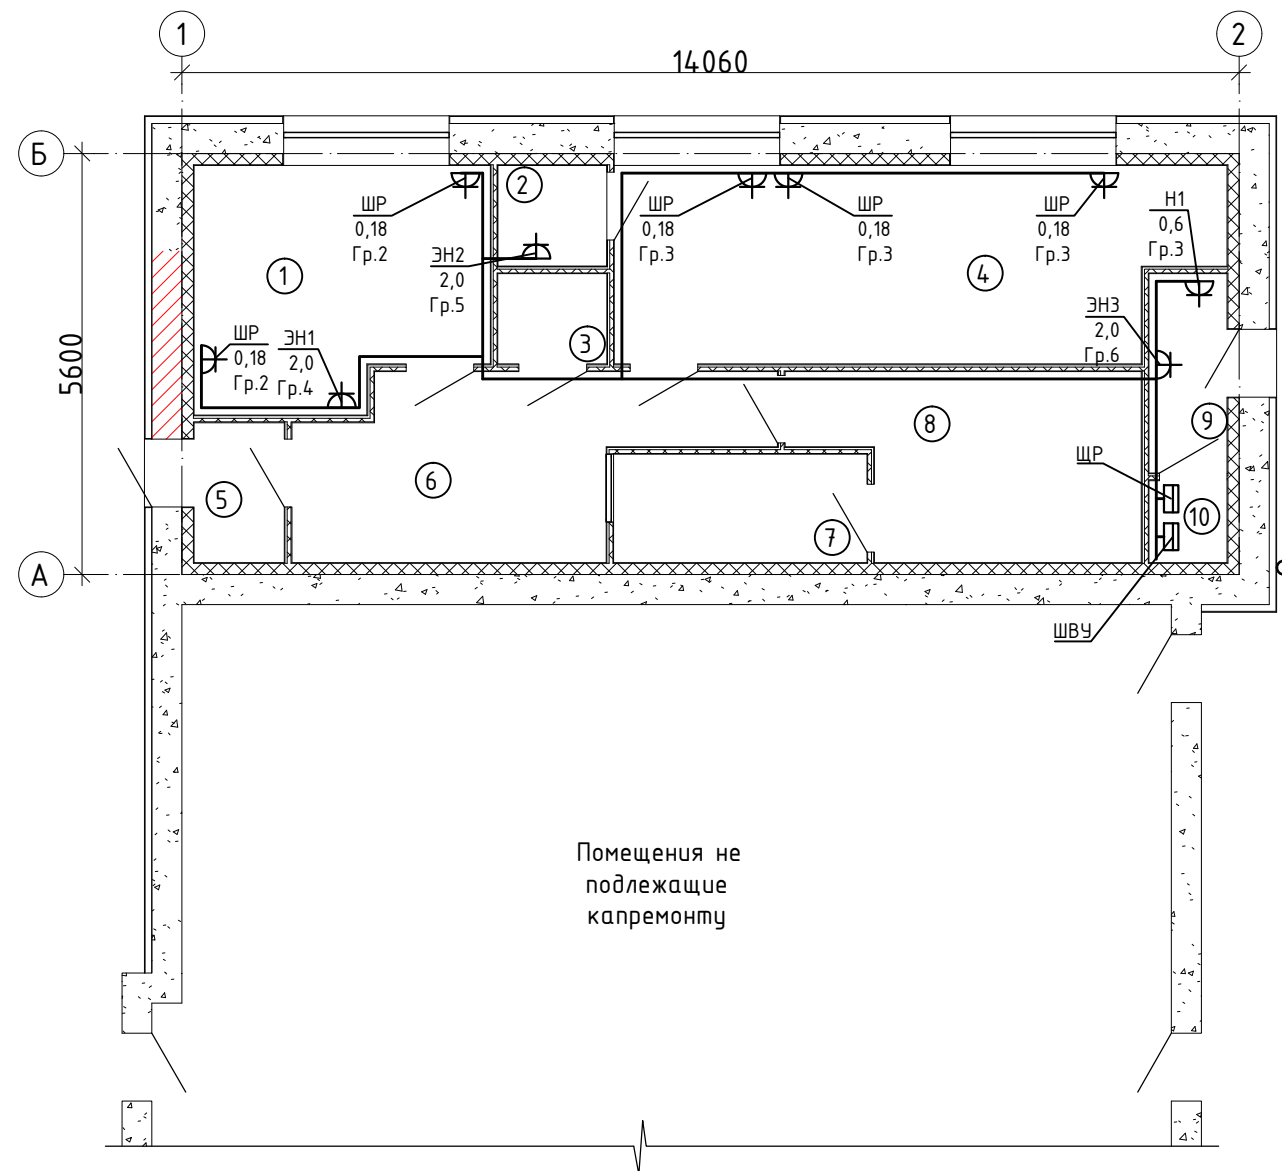 1
2
14060
Б
5600
А
ШР
0,18
Гр.2
2
ЭН2
2,0
Гр.5
ШР
0,18
Гр.3
ШР
0,18
Гр.3
ШР
0,18
Гр.3
Н1
0,6
Гр.3
1
4
3
ШР
0,18
Гр.2
ЭН1
2,0
Гр.4
ЭН3
2,0
Гр.6
8
9
ЩР
6
5
7
10
ШВУ
Помещения не
подлежащие
капремонту